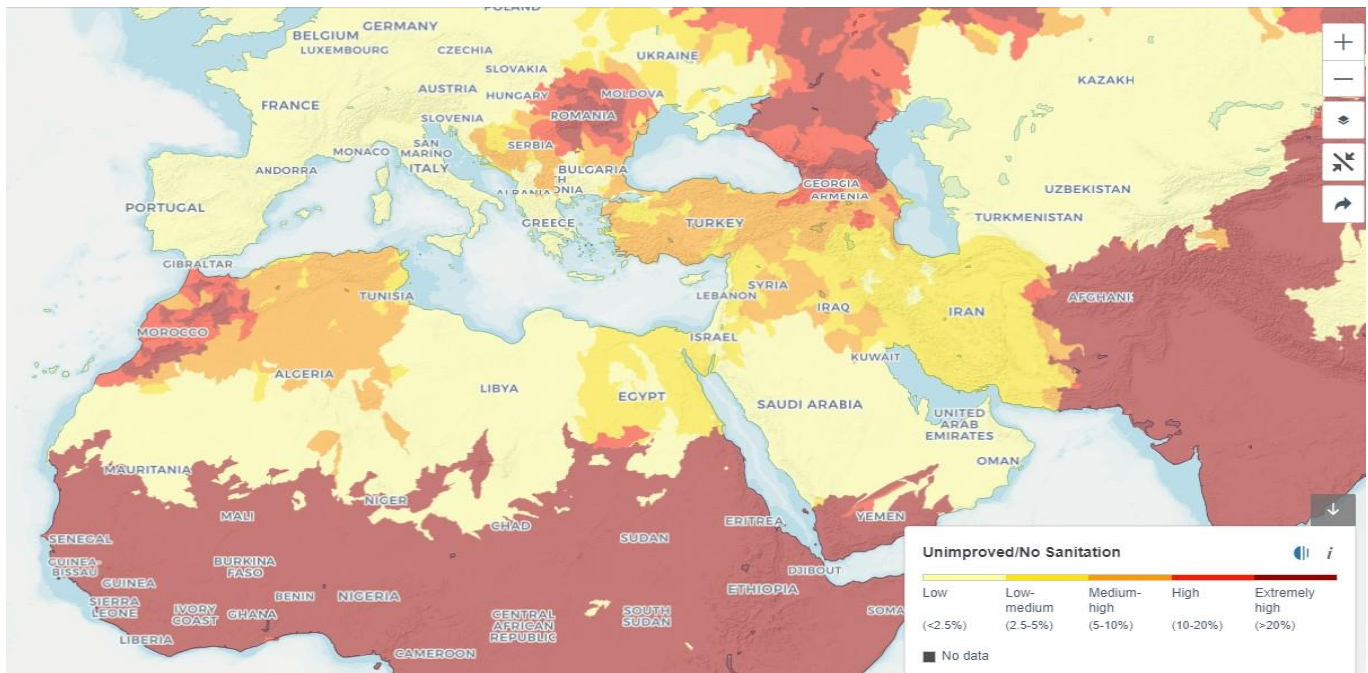 POLAND
GERMANY
BELGIUM
LUXEMBOURG
CZECHIA
UKRAINE
SLOVAKIA
KAZAKH
AUSTRIA
HUNGARY
MOLDOVA
FRANCE
SLOVENIA
ROMANIA
SAN
MARINO
MONACO
SERBIA
ITALY
ANDORRA
BULGARIA
GEORGIA
ARMENIA
UZBEKISTAN
ALBANIA
PORTUGAL
GREECE
TURKEY
TURKMENISTAN
GIBRALTAR
TUNISIA
LEBANON
SYRIA
IRAQ
IRAN
AFGHANIS
MOROCCO
ISRAEL
KUWAIT
ALGERIA
LIBYA
EGYPT
SAUDI ARABIA
UNITED
ARAB
EMIRATES
OMAN
MAURITANIA
NIGER
MALI
CHAD
SUDAN
ERITREA
YEMEN
SENEGAL
GUINEA-
BISSAU
GUINEA
BURKINA
FASO
SIERRA
LEONE
IVORY
COAST
GHANA
BENIN
NIGERIA
CENTRAL
AFRICAN
REPUBLIC
SOUTH
SUDAN
ETHIOPIA
DJIBOUT
SOMA
LIBERIA
CAMEROON
Unimproved/No Sanitation
i
Low
(<2.5%)
Low-
medium
(2.5-5%)
Medium-
high
(5-10%)
High
(10-20%)
Extremely
high
(>20%)
No data